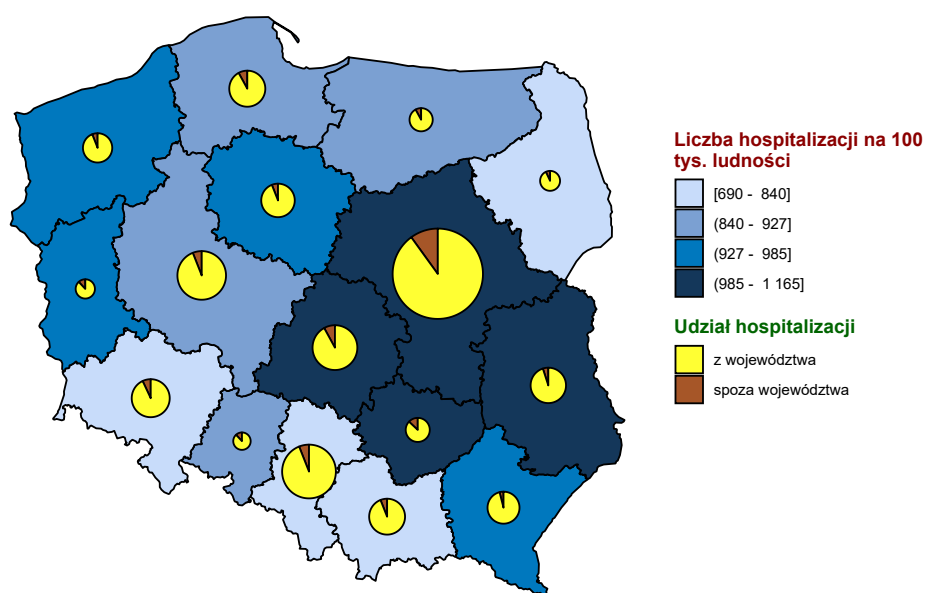 Liczba hospitalizacji na 100
tys. ludności
[690 - 840]
(840 - 927]
(927 - 985]
(985 - 1 165]
Udział hospitalizacji
z województwa
spoza województwa